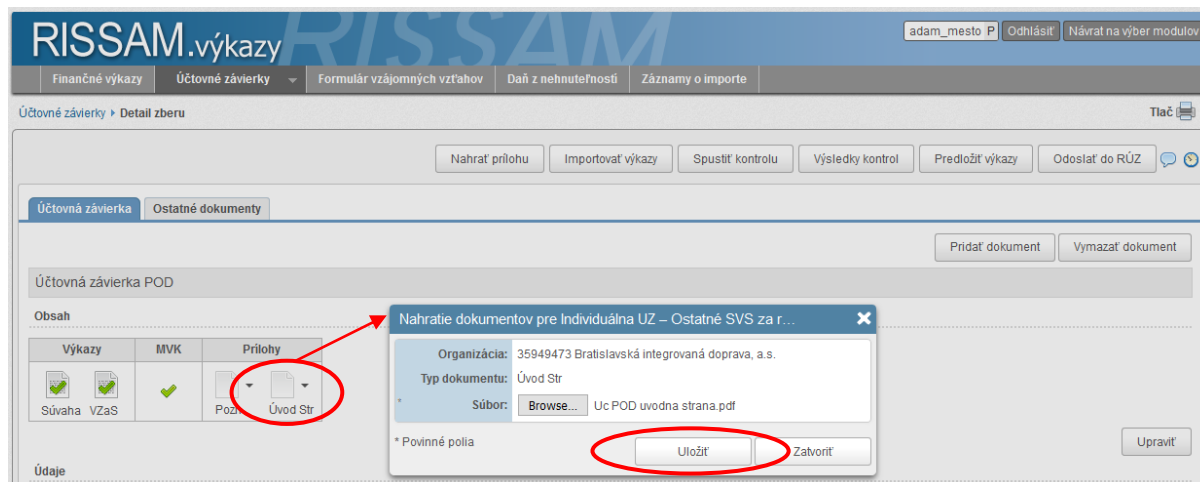 RISSAM.výkazy
RISSAM
adam_mesto P Odhlásiť Návrat na výber modulov
Finančné výkazy Účtovné závierky Formulár vzájomných vzťahov Daň z nehnuteľností Záznamy o importe
Účtovné závierky Detail zberu Tlač
Nahrať prílohu Importovať výkazy Spustiť kontrolu Výsledky kontrol Predložiť výkazy Odoslať do RÚZ
Účtovná závierka Ostatné dokumenty
Pridať dokument Vymazať dokument
Účtovná závierka POD
Obsah
Výkazy MVK Prílohy
Súvaha VZaS Pozn Úvod Str
Nahratie dokumentov pre Individuálna UZ – Ostatné SVS za r…
Organizácia: 35949473 Bratislavská integrovaná doprava, a.s.
Typ dokumentu: Úvod Str
* Súbor: Browse... Uc POD uvodna strana.pdf
* Povinné polia
Uložiť Zatvoriť
Upraviť
Údaje